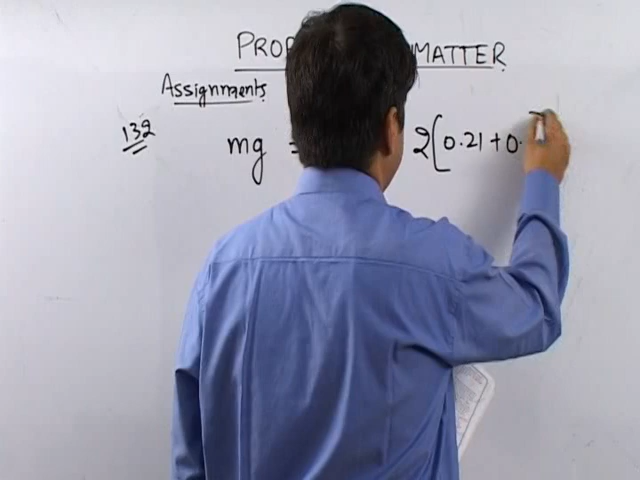 PROP MATTER
Assignments
132
mg = 2[0.21 + 0.